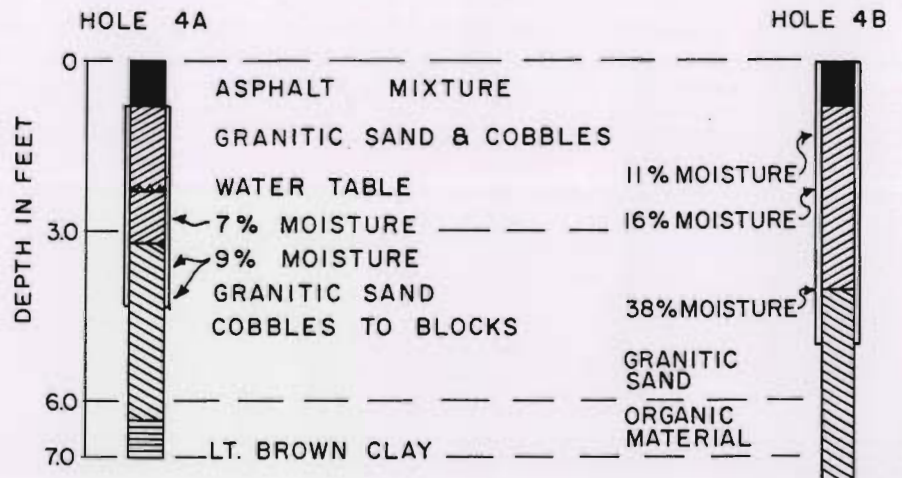 HOLE 4A
HOLE 4B
DEPTH IN FEET
0
3.0
6.0
7.0
ASPHALT MIXTURE
GRANITIC SAND & COBBLES
WATER TABLE
7% MOISTURE
9% MOISTURE
GRANITIC SAND
COBBLES TO BLOCKS
LT. BROWN CLAY
11% MOISTURE
16% MOISTURE
38% MOISTURE
GRANITIC
SAND
ORGANIC
MATERIAL